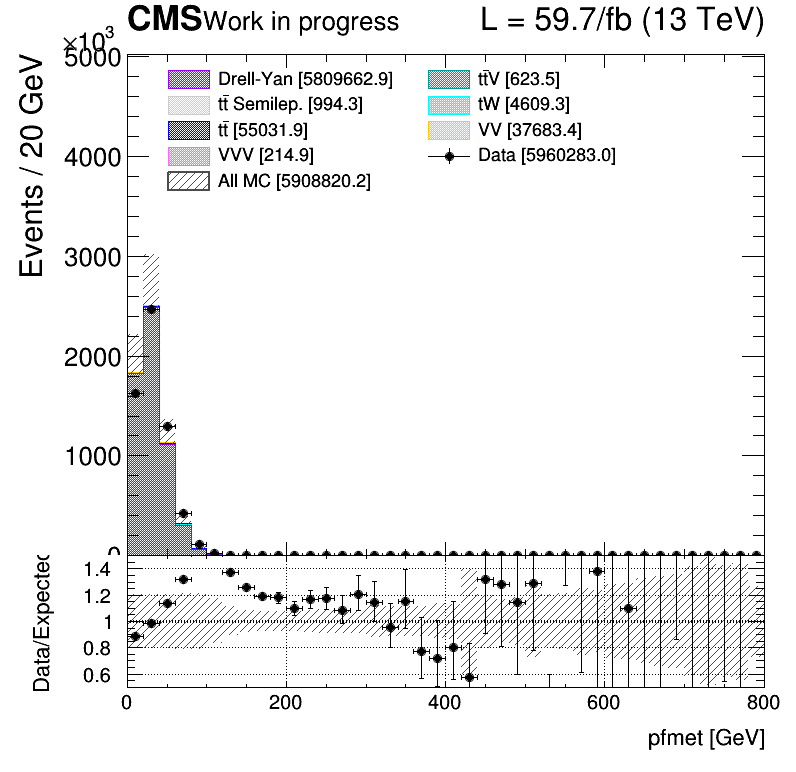 CMS Work in progress L = 59.7/fb (13 TeV)
×10³
Events / 20 GeV
5000
4000
3000
2000
1000
0
Drell-Yan [5809662.9]
tt̄ Semilep. [994.3]
tt̄ [55031.9]
VVV [214.9]
All MC [5908820.2]
tt̄V [623.5]
tW [4609.3]
VV [37683.4]
Data [5960283.0]
Data/Expected
1.4
1.2
1
0.8
0.6
0 200 400 600 800
pfmet [GeV]